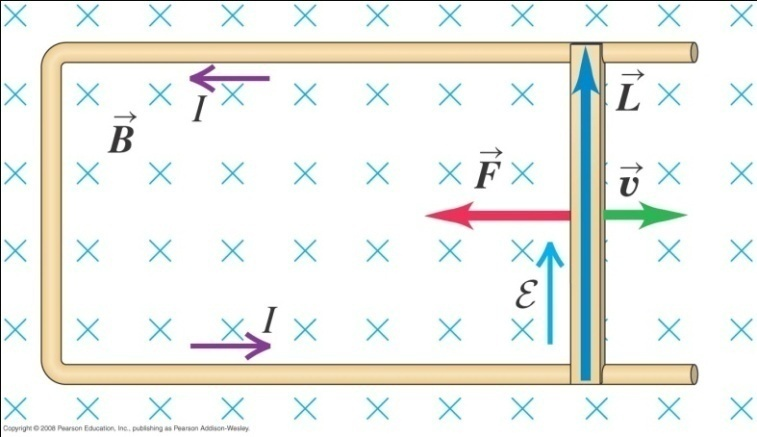 I
B
L
F
v
ℰ
I
Copyright © 2008 Pearson Education, Inc., publishing as Pearson Addison-Wesley.